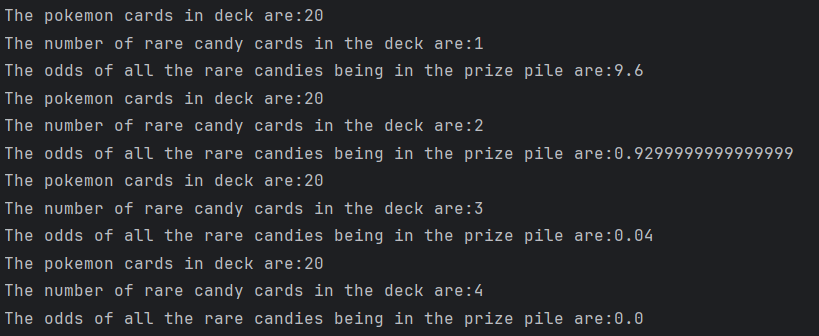 The pokemon cards in deck are:20
The number of rare candy cards in the deck are:1
The odds of all the rare candies being in the prize pile are:9.6
The pokemon cards in deck are:20
The number of rare candy cards in the deck are:2
The odds of all the rare candies being in the prize pile are:0.9299999999999999
The pokemon cards in deck are:20
The number of rare candy cards in the deck are:3
The odds of all the rare candies being in the prize pile are:0.04
The pokemon cards in deck are:20
The number of rare candy cards in the deck are:4
The odds of all the rare candies being in the prize pile are:0.0